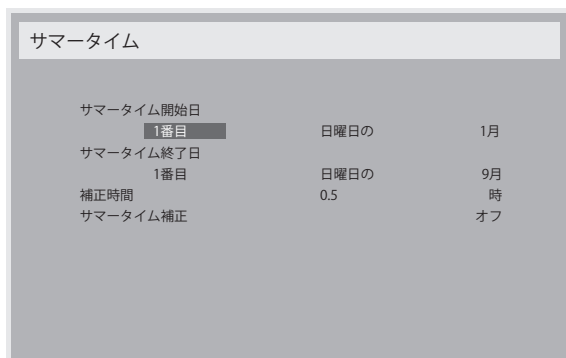 サマータイム
サマータイム開始日
1番目 日曜日の 1月
サマータイム終了日
1番目 日曜日の 9月
補正時間 0.5 時
サマータイム補正 オフ